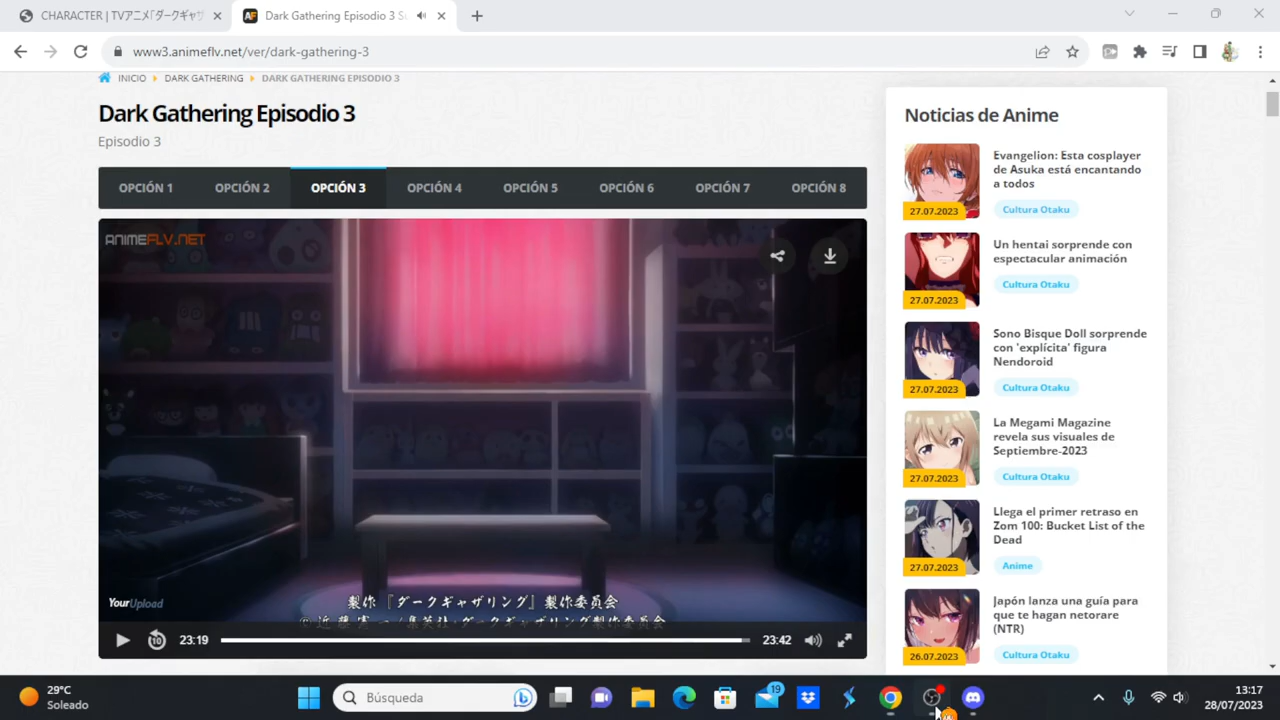 CHARACTER | TVアニメ「ダークギャザ
Dark Gathering Episodio 3 S
www3.animeflv.net/ver/dark-gathering-3
INICIO
DARK GATHERING
DARK GATHERING EPISODIO 3
Dark Gathering Episodio 3
Episodio 3
OPCIÓN 1
OPCIÓN 2
OPCIÓN 3
OPCIÓN 4
OPCIÓN 5
OPCIÓN 6
OPCIÓN 7
OPCIÓN 8
ANIMEFLV.NET
製作 『ダークギャザリング』製作委員会
YourUpload
10
23:19
23:42
Noticias de Anime
Evangelion: Esta cosplayer
de Asuka está encantando
a todos
27.07.2023
Cultura Otaku
Un hentai sorprende con
espectacular animación
27.07.2023
Cultura Otaku
Sono Bisque Doll sorprende
con 'explícita' figura
Nendoroid
27.07.2023
Cultura Otaku
La Megami Magazine
revela sus visuales de
Septiembre-2023
27.07.2023
Cultura Otaku
Llega el primer retraso en
Zom 100: Bucket List of the
Dead
27.07.2023
Anime
Japón lanza una guía para
que te hagan netorare
(NTR)
26.07.2023
Cultura Otaku
29°C
Soleado
Búsqueda
19
13:17
28/07/2023